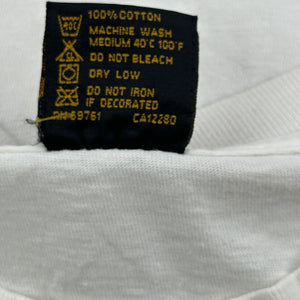 100% COTTON
MACHINE WASH
MEDIUM 40°C 100°F
DO NOT BLEACH
DRY LOW
DO NOT IRON
IF DECORATED
RN 69761 CA12280